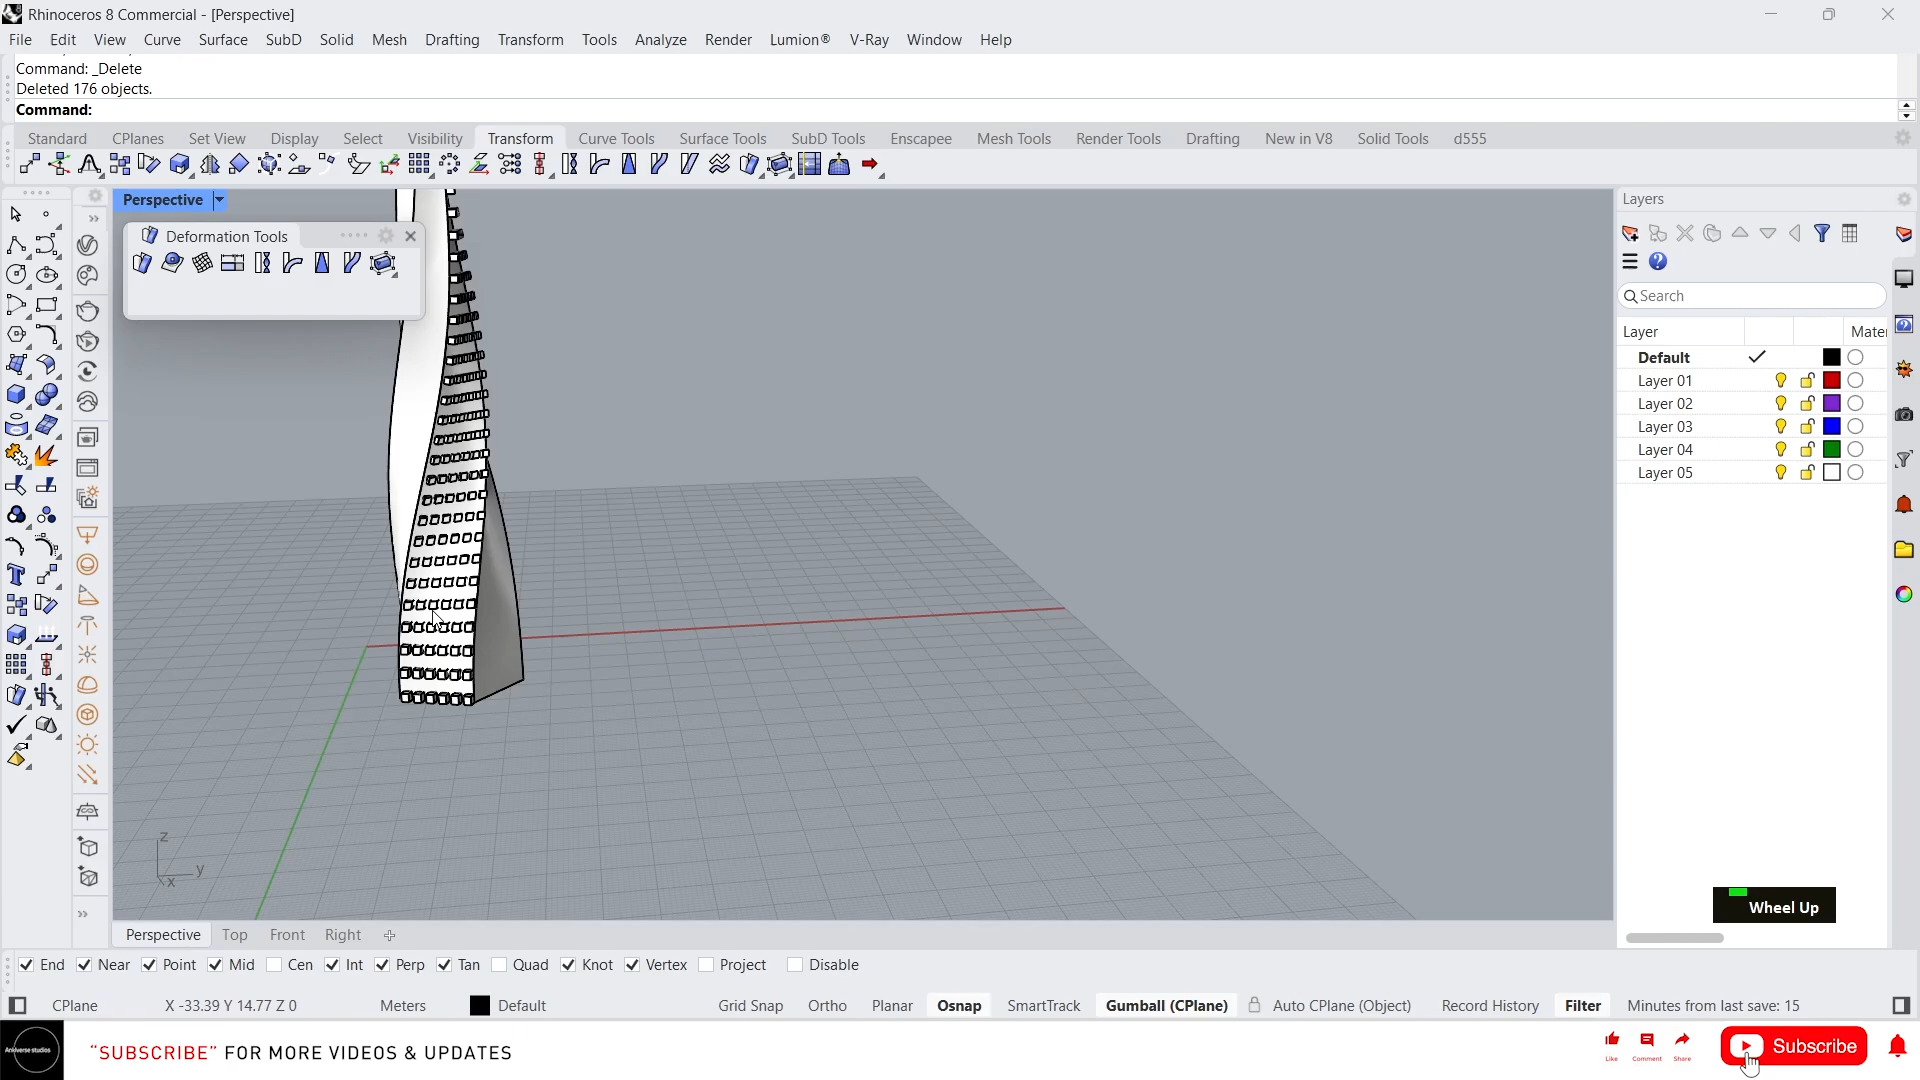 Rhinoceros 8 Commercial - [Perspective]
File Edit View Curve Surface SubD Solid Mesh Drafting Transform Tools Analyze Render Lumion® V-Ray Window Help
Command: _Delete
Deleted 176 objects.
Command:
Standard CPlanes Set View Display Select Visibility Transform Curve Tools Surface Tools SubD Tools Enscapee Mesh Tools Render Tools Drafting New in V8 Solid Tools d555
Perspective
Deformation Tools
Layers
Search
Layer Mater
Default
Layer 01
Layer 02
Layer 03
Layer 04
Layer 05
z
y
x
Wheel Up
Perspective Top Front Right
End Near Point Mid Cen Int Perp Tan Quad Knot Vertex Project Disable
CPlane X -33.39 Y 14.77 Z 0 Meters Default Grid Snap Ortho Planar Osnap SmartTrack Gumball (CPlane) Auto CPlane (Object) Record History Filter Minutes from last save: 15
"SUBSCRIBE" FOR MORE VIDEOS & UPDATES
Like Comment Share
Subscribe